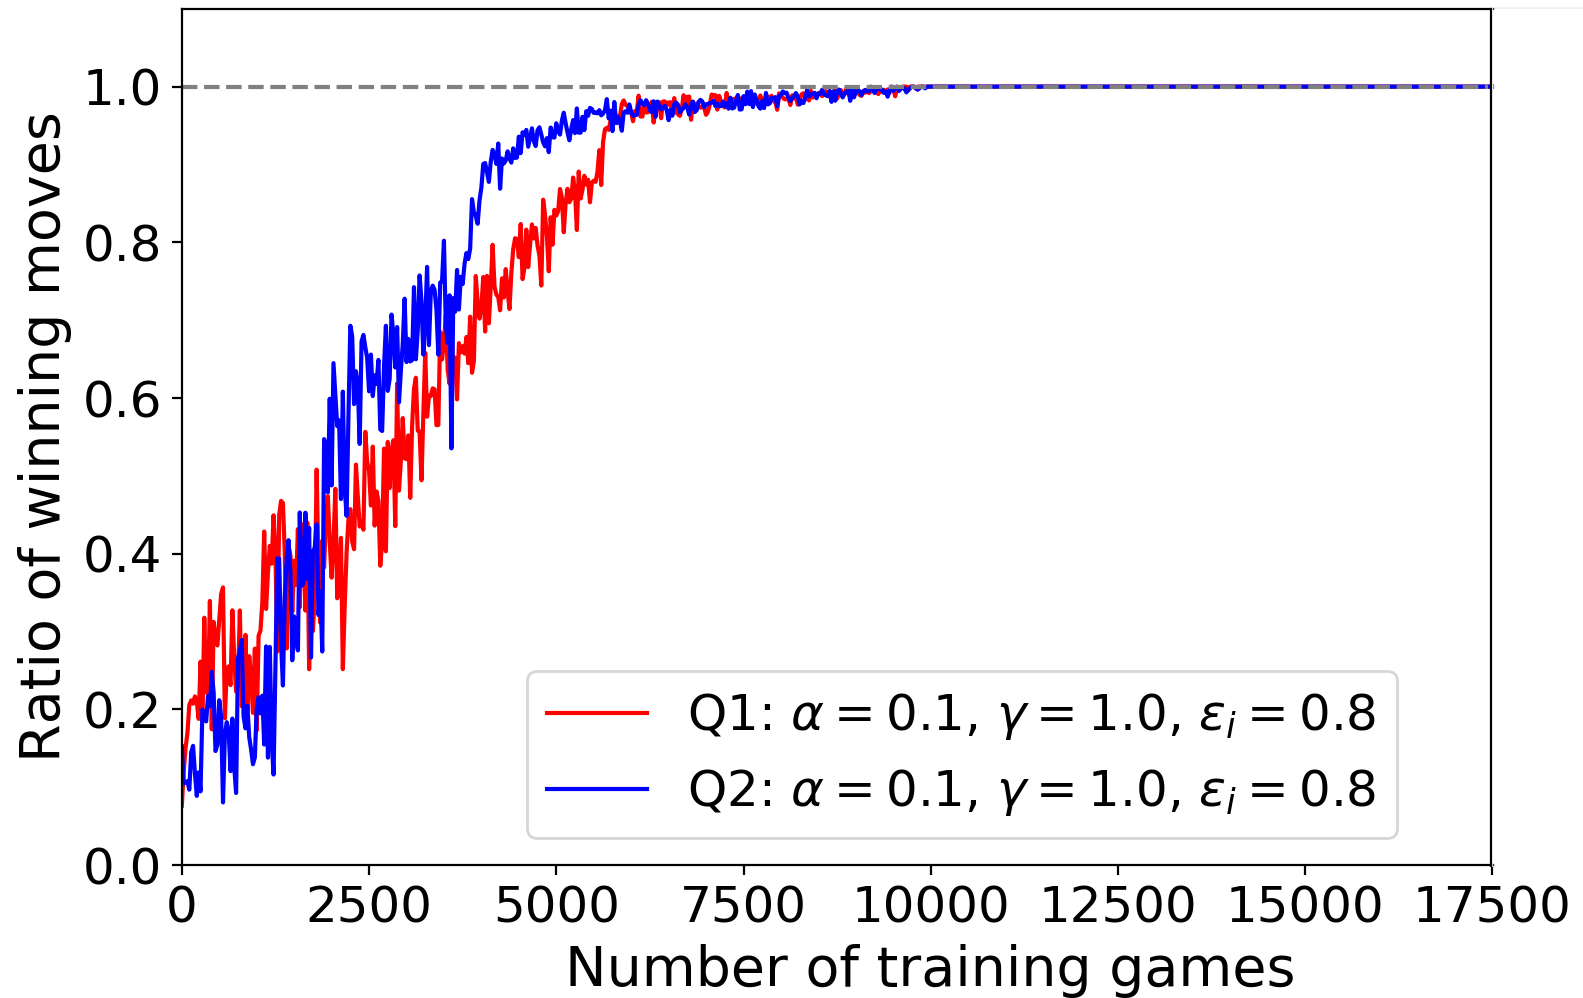 Ratio of winning moves
1.0
0.8
0.6
0.4
0.2
0.0
Q1: α = 0.1, γ = 1.0, εᵢ = 0.8
Q2: α = 0.1, γ = 1.0, εᵢ = 0.8
0 2500 5000 7500 10000 12500 15000 17500
Number of training games